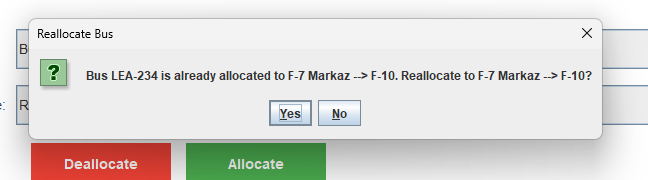 Reallocate Bus
?
Bus LEA-234 is already allocated to F-7 Markaz --> F-10. Reallocate to F-7 Markaz --> F-10?
Yes
No
Deallocate
Allocate